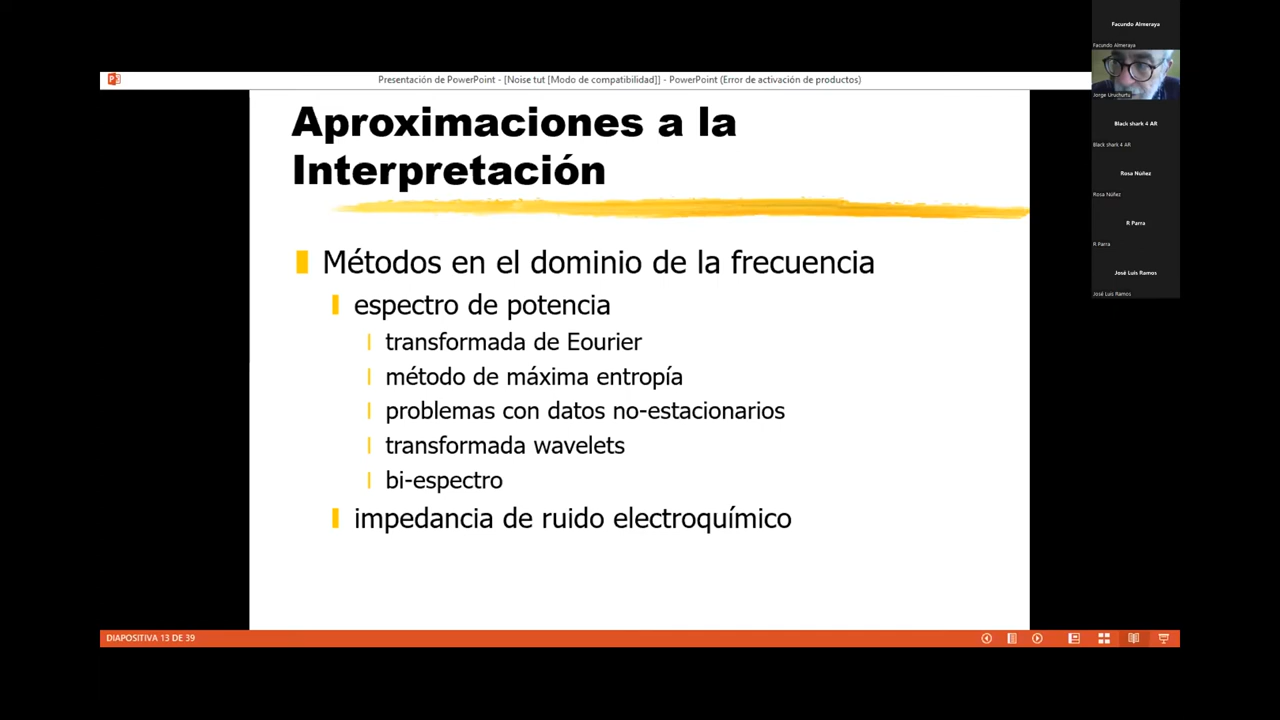 Presentación de PowerPoint - [Noise tut [Modo de compatibilidad]] - PowerPoint (Error de activación de productos)
Aproximaciones a la
Interpretación
Métodos en el dominio de la frecuencia
espectro de potencia
transformada de Eourier
método de máxima entropía
problemas con datos no-estacionarios
transformada wavelets
bi-espectro
impedancia de ruido electroquímico
DIAPOSITIVA 13 DE 39
Facundo Almeraya
Facundo Almeraya
Jorge Uruchurtu
Black shark 4 AR
Black shark 4 AR
Rosa Núñez
Rosa Núñez
R Parra
R Parra
José Luis Ramos
José Luis Ramos